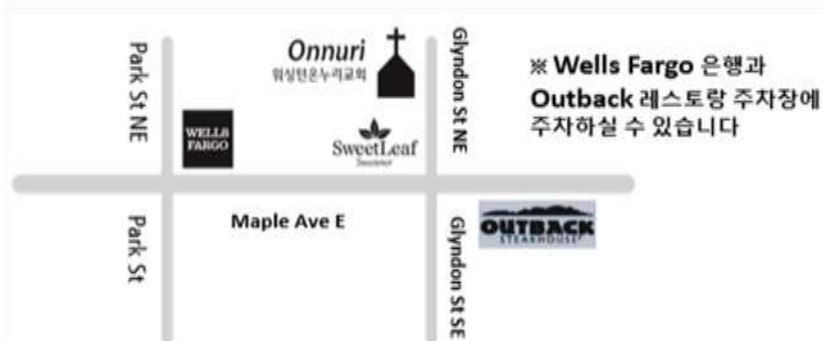 Park St NE
Onnuri
워싱턴온누리교회
Glyndon St NE
※ Wells Fargo 은행과
Outback 레스토랑 주차장에
주차하실 수 있습니다
WELLS
FARGO
SweetLeaf
Sweetener
Maple Ave E
OUTBACK
STEAKHOUSE
Park St
Glyndon St SE